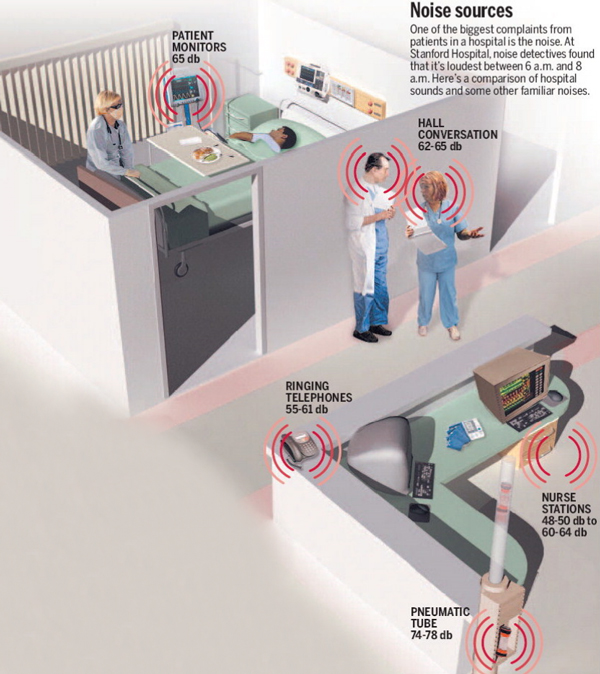 Noise sources
One of the biggest complaints from
patients in a hospital is the noise. At
Stanford Hospital, noise detectives found
that it's loudest between 6 a.m. and 8
a.m. Here's a comparison of hospital
sounds and some other familiar noises.
PATIENT
MONITORS
65 db
HALL
CONVERSATION
62-65 db
RINGING
TELEPHONES
55-61 db
NURSE
STATIONS
48-50 db to
60-64 db
PNEUMATIC
TUBE
74-78 db